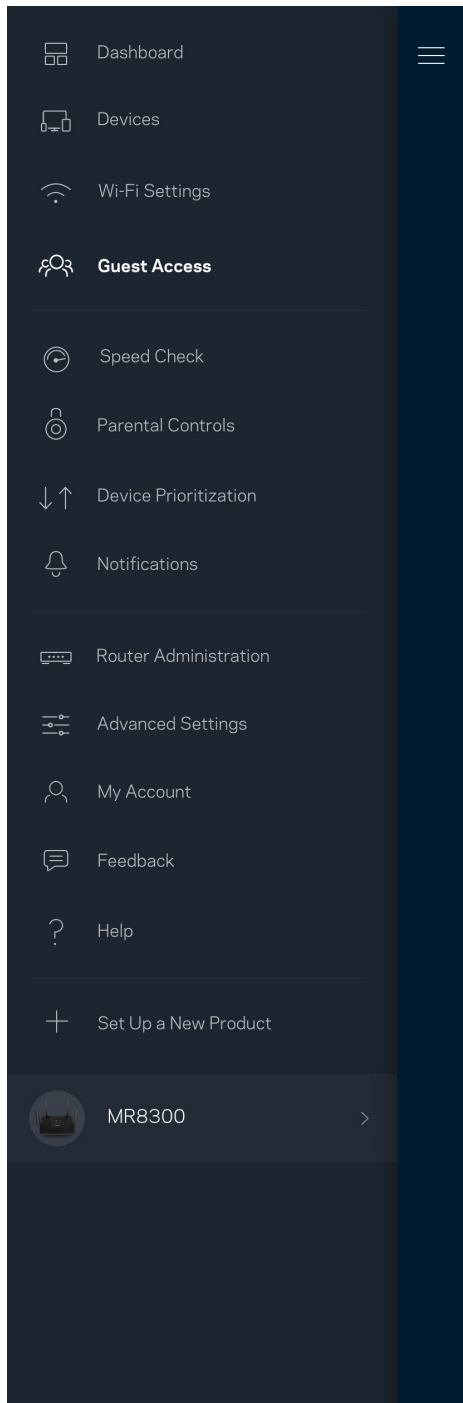 Dashboard
Devices
Wi-Fi Settings
Guest Access
Speed Check
Parental Controls
Device Prioritization
Notifications
Router Administration
Advanced Settings
My Account
Feedback
Help
Set Up a New Product
MR8300